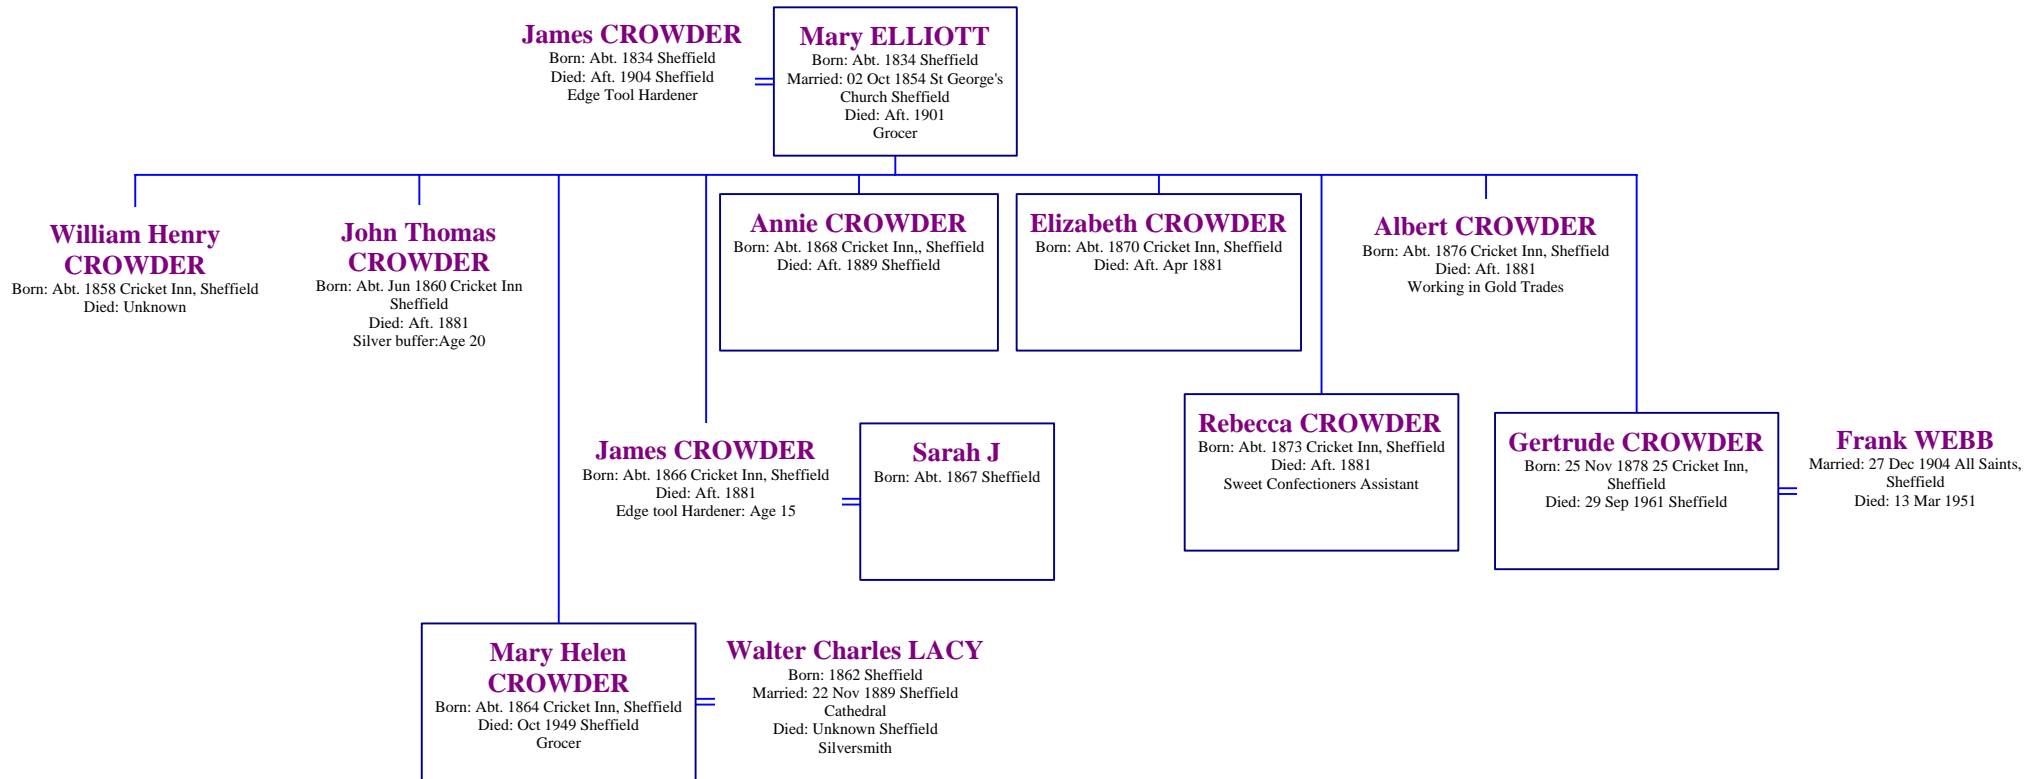 James CROWDER
Born: Abt. 1834 Sheffield
Died: Aft. 1904 Sheffield
Edge Tool Hardener
Mary ELLIOTT
Born: Abt. 1834 Sheffield
Married: 02 Oct 1854 St George's
Church Sheffield
Died: Aft. 1901
Grocer
William Henry
CROWDER
Born: Abt. 1858 Cricket Inn, Sheffield
Died: Unknown
John Thomas
CROWDER
Born: Abt. Jun 1860 Cricket Inn
Sheffield
Died: Aft. 1881
Silver buffer:Age 20
Annie CROWDER
Born: Abt. 1868 Cricket Inn,, Sheffield
Died: Aft. 1889 Sheffield
Elizabeth CROWDER
Born: Abt. 1870 Cricket Inn, Sheffield
Died: Aft. Apr 1881
Albert CROWDER
Born: Abt. 1876 Cricket Inn, Sheffield
Died: Aft. 1881
Working in Gold Trades
James CROWDER
Born: Abt. 1866 Cricket Inn, Sheffield
Died: Aft. 1881
Edge tool Hardener: Age 15
Sarah J
Born: Abt. 1867 Sheffield
Rebecca CROWDER
Born: Abt. 1873 Cricket Inn, Sheffield
Died: Aft. 1881
Sweet Confectioners Assistant
Gertrude CROWDER
Born: 25 Nov 1878 25 Cricket Inn,
Sheffield
Died: 29 Sep 1961 Sheffield
Frank WEBB
Married: 27 Dec 1904 All Saints,
Sheffield
Died: 13 Mar 1951
Mary Helen
CROWDER
Born: Abt. 1864 Cricket Inn, Sheffield
Died: Oct 1949 Sheffield
Grocer
Walter Charles LACY
Born: 1862 Sheffield
Married: 22 Nov 1889 Sheffield
Cathedral
Died: Unknown Sheffield
Silversmith